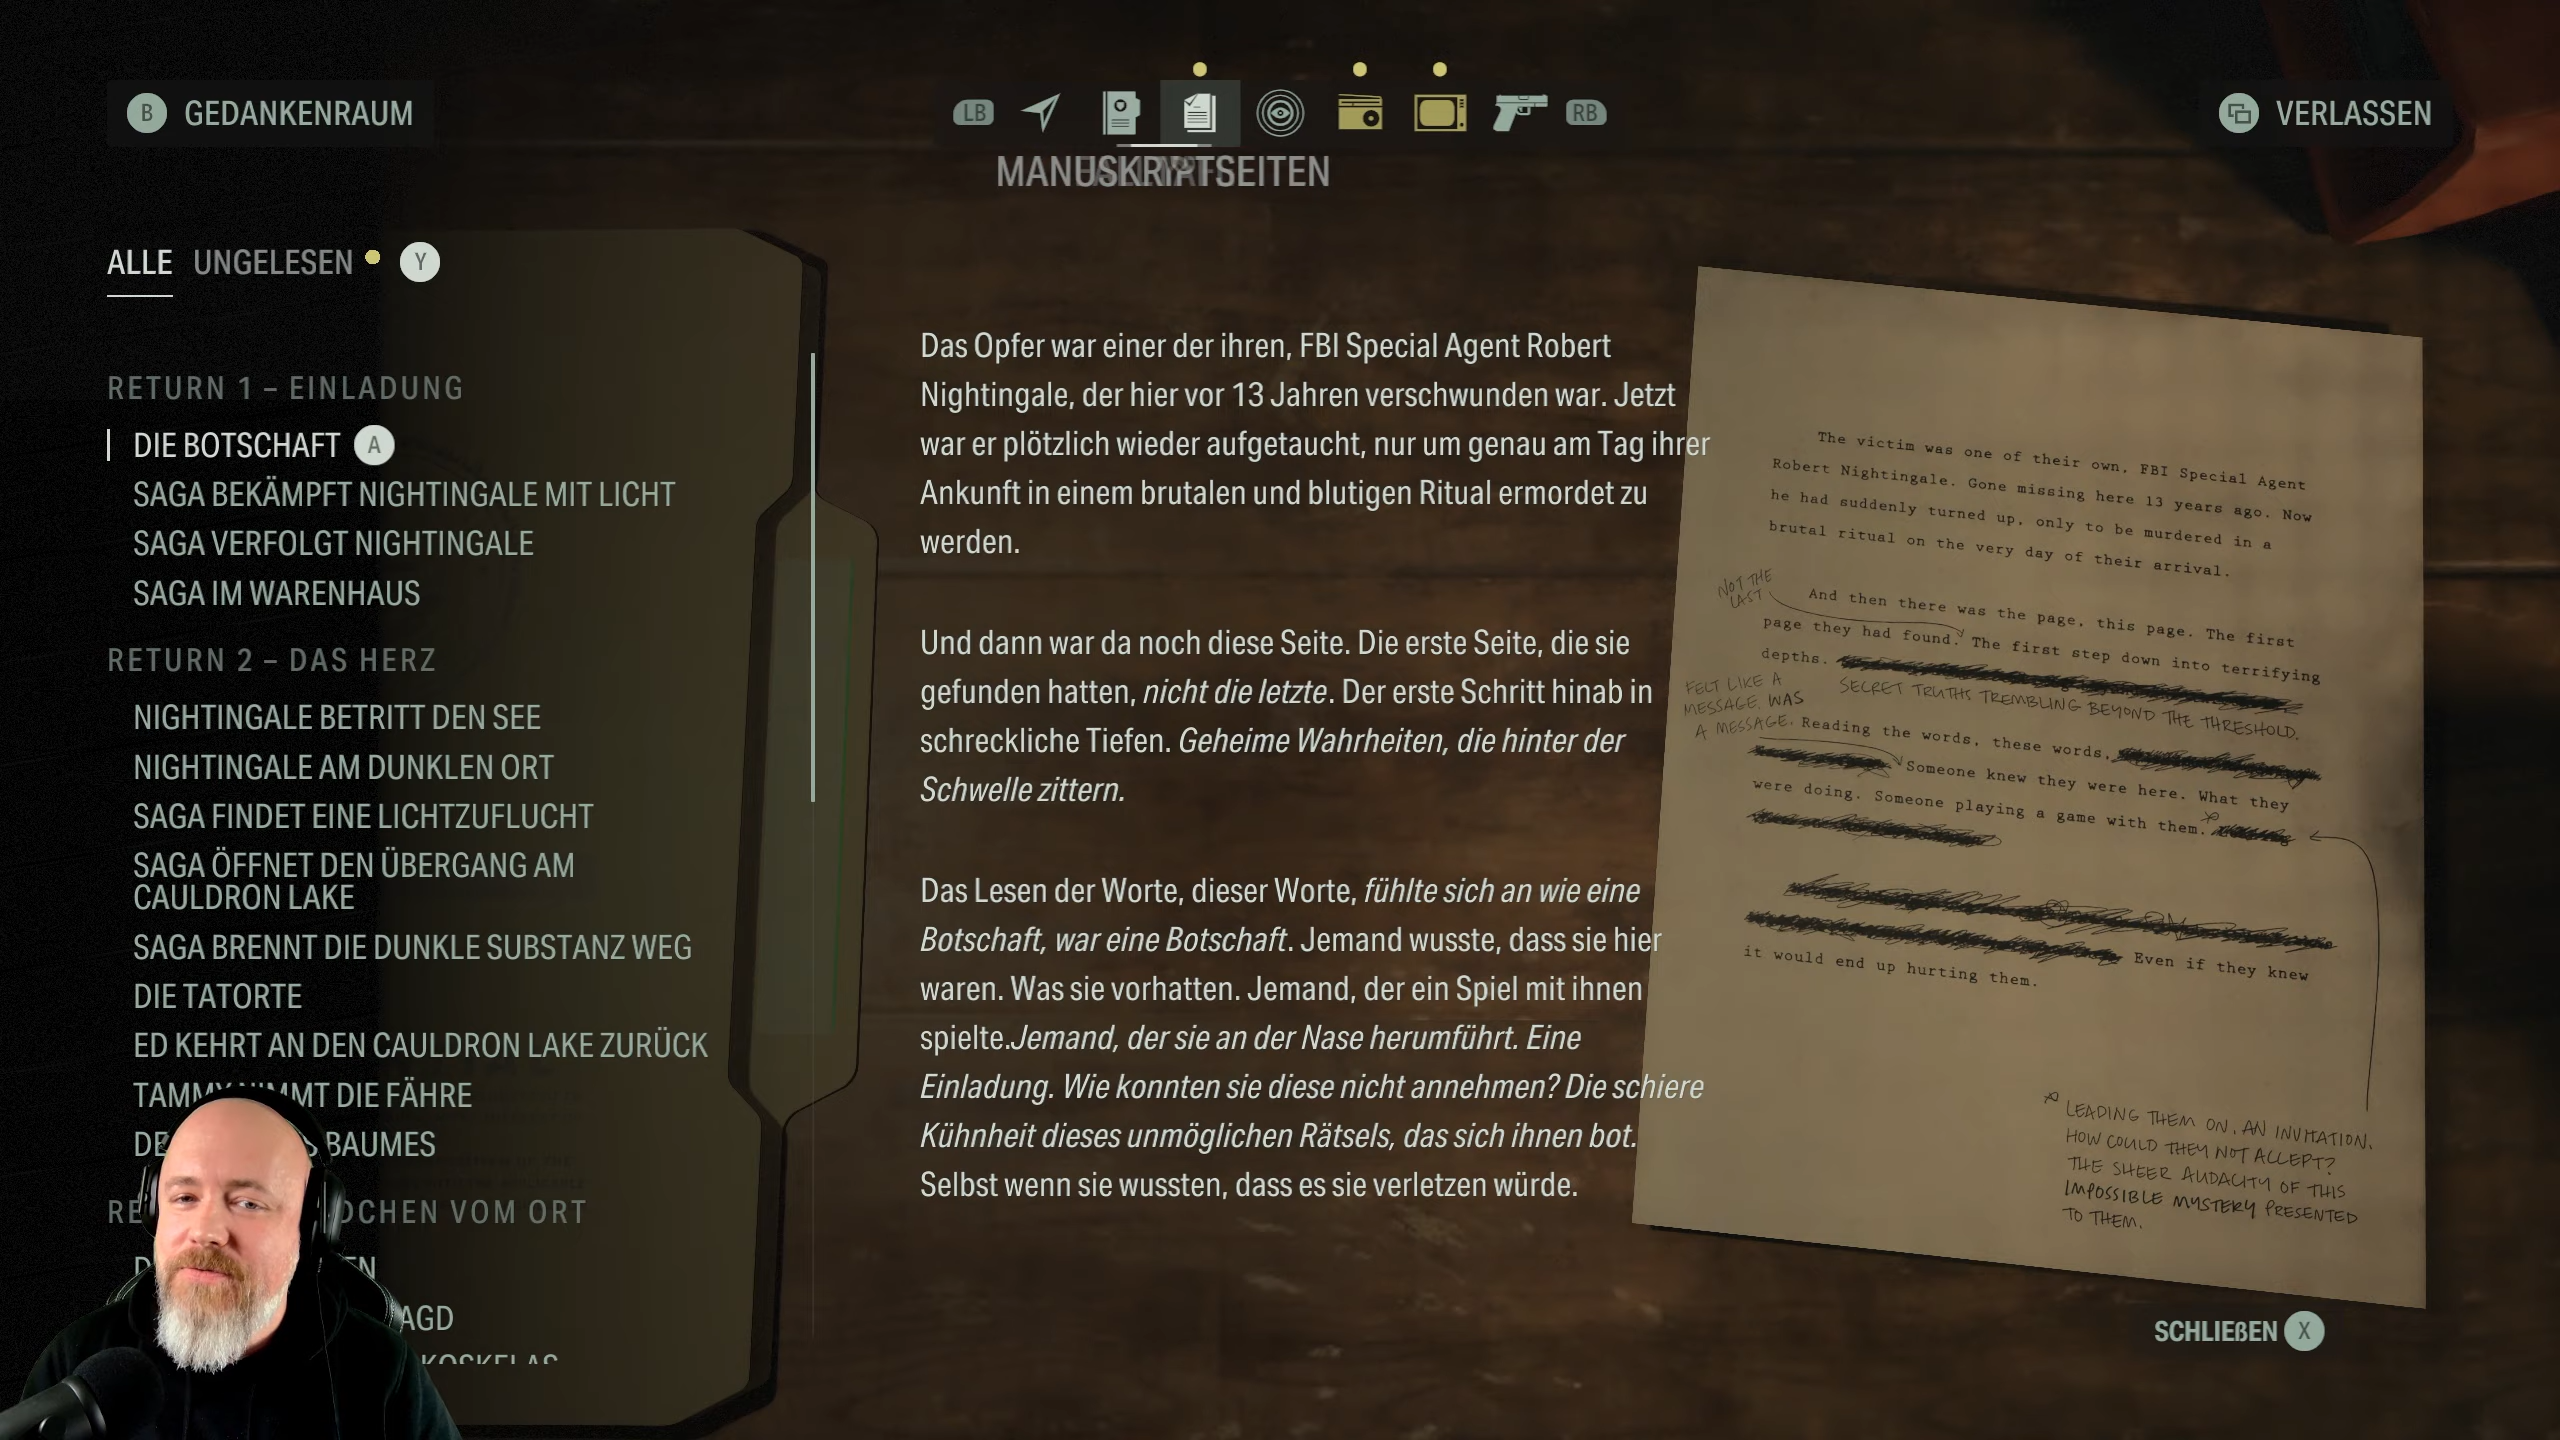 B GEDANKENRAUM
LB
RB
VERLASSEN
MANUSKRIPTSEITEN
ALLE UNGELESEN Y
RETURN 1 – EINLADUNG
DIE BOTSCHAFT A
SAGA BEKÄMPFT NIGHTINGALE MIT LICHT
SAGA VERFOLGT NIGHTINGALE
SAGA IM WARENHAUS
RETURN 2 – DAS HERZ
NIGHTINGALE BETRITT DEN SEE
NIGHTINGALE AM DUNKLEN ORT
SAGA FINDET EINE LICHTZUFLUCHT
SAGA ÖFFNET DEN ÜBERGANG AM
CAULDRON LAKE
SAGA BRENNT DIE DUNKLE SUBSTANZ WEG
DIE TATORTE
ED KEHRT AN DEN CAULDRON LAKE ZURÜCK
TAMMY NIMMT DIE FÄHRE
BAUMES
VOM ORT
Das Opfer war einer der ihren, FBI Special Agent Robert
Nightingale, der hier vor 13 Jahren verschwunden war. Jetzt
war er plötzlich wieder aufgetaucht, nur um genau am Tag ihrer
Ankunft in einem brutalen und blutigen Ritual ermordet zu
werden.
Und dann war da noch diese Seite. Die erste Seite, die sie
gefunden hatten, nicht die letzte. Der erste Schritt hinab in
schreckliche Tiefen. Geheime Wahrheiten, die hinter der
Schwelle zittern.
Das Lesen der Worte, dieser Worte, fühlte sich an wie eine
Botschaft, war eine Botschaft. Jemand wusste, dass sie hier
waren. Was sie vorhatten. Jemand, der ein Spiel mit ihnen
spielte.Jemand, der sie an der Nase herumführt. Eine
Einladung. Wie konnten sie diese nicht annehmen? Die schiere
Kühnheit dieses unmöglichen Rätsels, das sich ihnen bot.
Selbst wenn sie wussten, dass es sie verletzen würde.
The victim was one of their own, FBI Special Agent
Robert Nightingale. Gone missing here 13 years ago. Now
he had suddenly turned up, only to be murdered in a
brutal ritual on the very day of their arrival.
NOT THE
LAST
And then there was the page, this page. The first
page they had found. The first step down into terrifying
depths.
SECRET TRUTHS TREMBLING BEYOND THE THRESHOLD.
FELT LIKE A
MESSAGE. WAS
A MESSAGE.
Reading the words, these words,
Someone knew they were here. What they
were doing. Someone playing a game with them.
Even if they knew
it would end up hurting them.
LEADING THEM ON. AN INVITATION.
HOW COULD THEY NOT ACCEPT?
THE SHEER AUDACITY OF THIS
IMPOSSIBLE MYSTERY PRESENTED
TO THEM.
SCHLIEßEN X